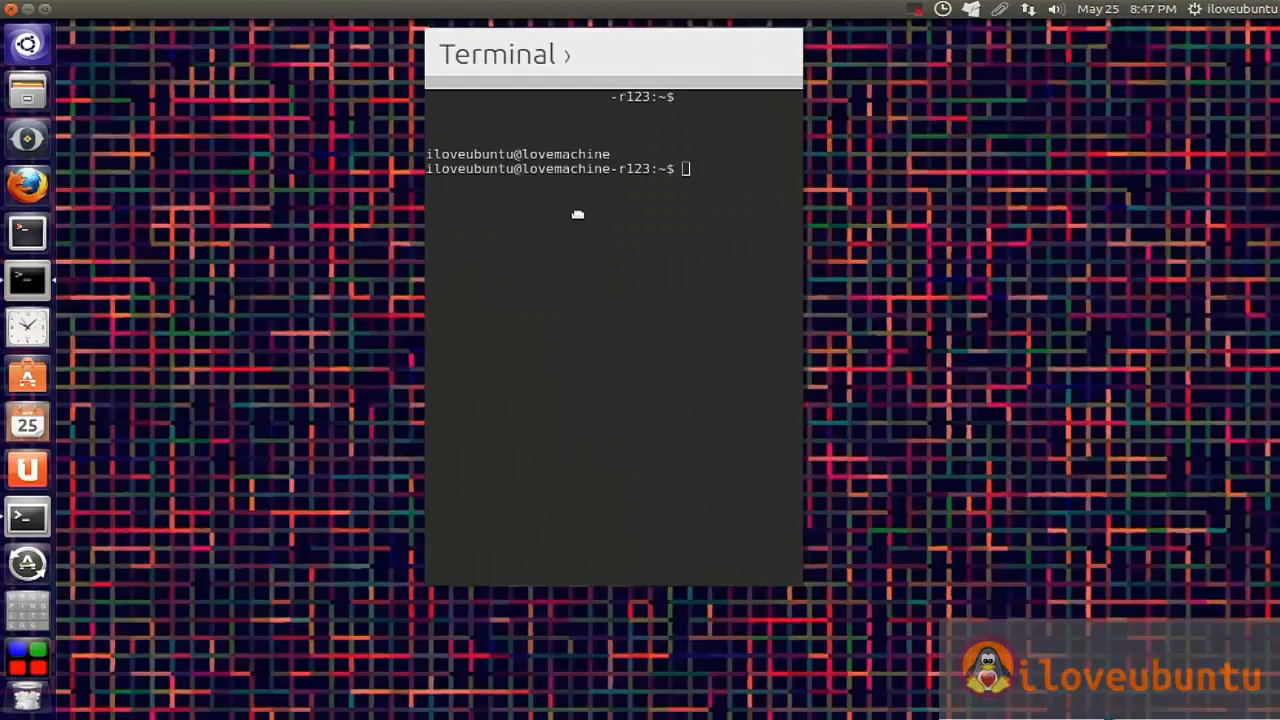 May 25 8:47 PM iloveubuntu
Terminal ›
-r123:~$
iloveubuntu@lovemachine
iloveubuntu@lovemachine-r123:~$
25
iloveubuntu